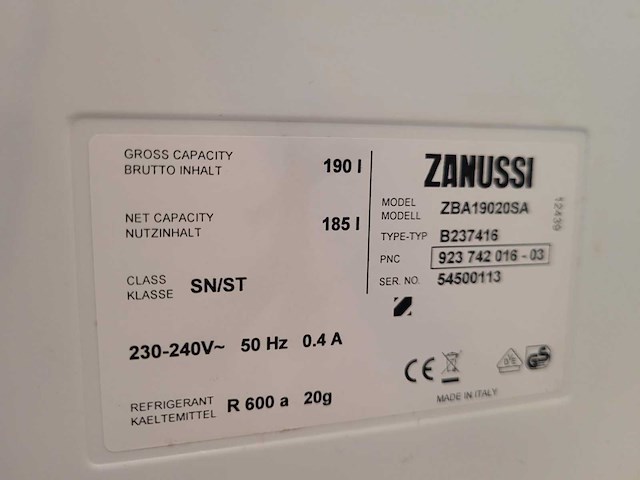 GROSS CAPACITY
BRUTTO INHALT
190 l
NET CAPACITY
NUTZINHALT
185 l
CLASS
KLASSE
SN/ST
230-240V~ 50 Hz 0.4 A
REFRIGERANT
KAELTEMITTEL
R 600 a 20g
ZANUSSI
MODEL
MODELL
ZBA19020SA
12439
TYPE-TYP B237416
PNC 923 742 016 - 03
SER. NO. 54500113
CE
GS
MADE IN ITALY